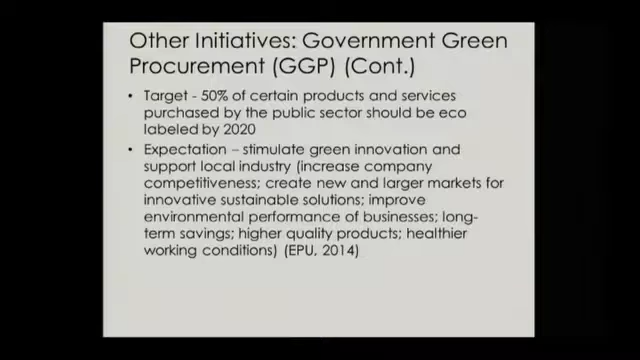 Other Initiatives: Government Green
Procurement (GGP) (Cont.)
• Target - 50% of certain products and services
purchased by the public sector should be eco
labeled by 2020
• Expectation – stimulate green innovation and
support local industry (increase company
competitiveness; create new and larger markets for
innovative sustainable solutions; improve
environmental performance of businesses; long-
term savings; higher quality products; healthier
working conditions) (EPU, 2014)